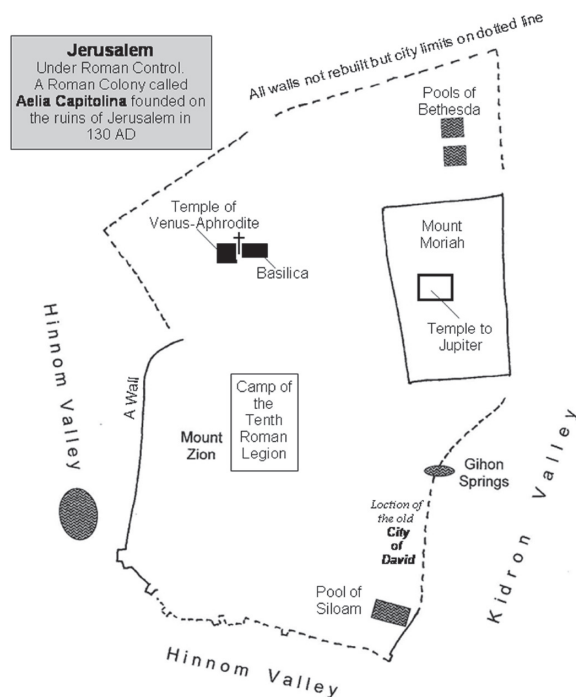 Jerusalem
Under Roman Control.
A Roman Colony called
Aelia Capitolina founded on
the ruins of Jerusalem in
130 AD
All walls not rebuilt but city limits on dotted line
Pools of
Bethesda
Temple of
Venus-Aphrodite
Basilica
Mount
Moriah
Temple to
Jupiter
Hinnom Valley
A Wall
Camp of
the
Tenth
Roman
Legion
Mount
Zion
Gihon
Springs
Loction of
the old
City
of
David
Kidron Valley
Pool of
Siloam
Hinnom Valley